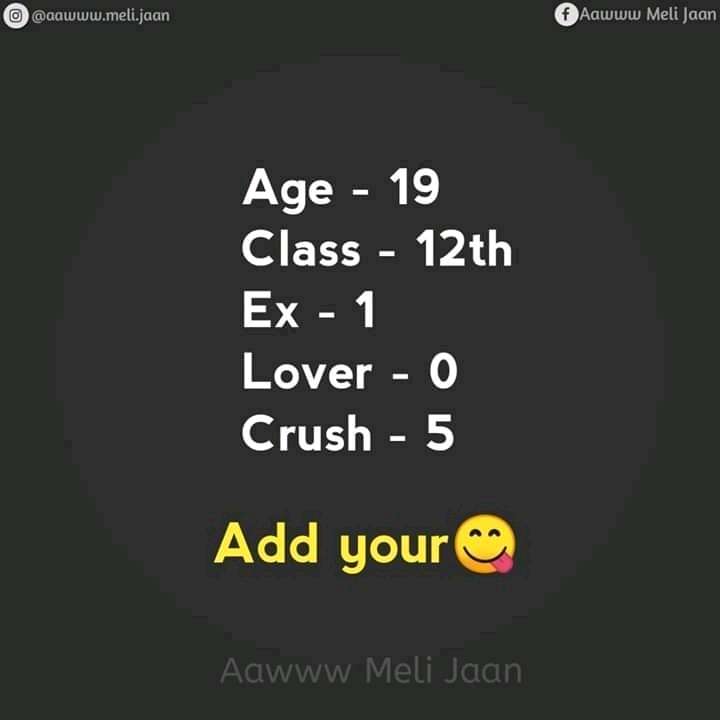 @aawww.meli.jaan
Aawww Meli Jaan
Age - 19
Class - 12th
Ex - 1
Lover - 0
Crush - 5
Add your😋
Aawww Meli Jaan